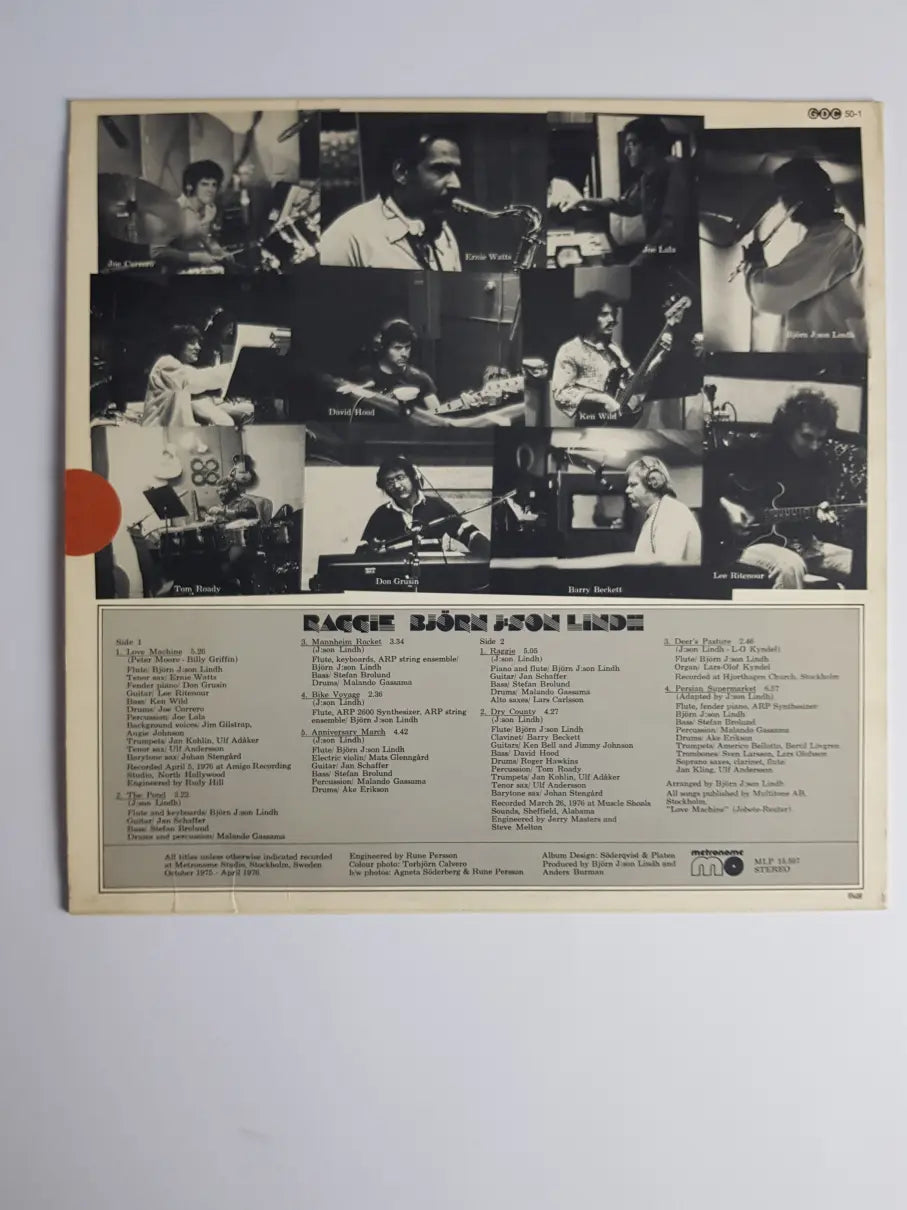 GDC 50-1
Joe Correro
Ernie Watts
Joe Lala
Björn J:son Lindh
David Hood
Ken Wild
Tom Roady
Don Grusin
Barry Beckett
Lee Ritenour
RAGGIE BJÖRN J:SON LINDH
Side 1
1. Love Machine 5.26
(Peter Moore - Billy Griffin)
Flute/ Björn J:son Lindh
Tenor sax/ Ernie Watts
Fender piano/ Don Grusin
Guitar/ Lee Ritenour
Bass/ Ken Wild
Drums/ Joe Correro
Percussion/ Joe Lala
Background voices/ Jim Gilstrap,
Angie Johnson
Trumpets/ Jan Kohlin, Ulf Adåker
Tenor sax/ Ulf Andersson
Barytone sax/ Johan Stengård
Recorded April 5, 1976 at Amigo Recording
Studio, North Hollywood
Engineered by Rudy Hill
2. The Pond 3.22
(J:son Lindh)
Flute and keyboards/ Björn J:son Lindh
Guitar/ Jan Schaffer
Bass/ Stefan Brolund
Drums and percussion/ Malando Gassama
3. Mannheim Rocket 3.34
(J:son Lindh)
Flute, keyboards, ARP string ensemble/
Björn J:son Lindh
Bass/ Stefan Brolund
Drums/ Malando Gassama
4. Bike Voyage 2.36
(J:son Lindh)
Flute, ARP 2600 Synthesizer, ARP string
ensemble/ Björn J:son Lindh
5. Anniversary March 4.42
(J:son Lindh)
Flute/ Björn J:son Lindh
Electric violin/ Mats Glenngård
Guitar/ Jan Schaffer
Bass/ Stefan Brolund
Percussion/ Malando Gassama
Drums/ Åke Erikson
Side 2
1. Raggie 5.05
(J:son Lindh)
Piano and flute/ Björn J:son Lindh
Guitar/ Jan Schaffer
Bass/ Stefan Brolund
Drums/ Malando Gassama
Alto saxes/ Lars Carlsson
2. Dry County 4.27
(J:son Lindh)
Flute/ Björn J:son Lindh
Clavinet/ Barry Beckett
Guitars/ Ken Bell and Jimmy Johnson
Bass/ David Hood
Drums/ Roger Hawkins
Percussion/ Tom Roady
Trumpets/ Jan Kohlin, Ulf Adåker
Tenor sax/ Ulf Andersson
Barytone sax/ Johan Stengård
Recorded March 26, 1976 at Muscle Shoals
Sounds, Sheffield, Alabama
Engineered by Jerry Masters and
Steve Melton
3. Deer's Pasture 2.46
(J:son Lindh - L-O Kyndel)
Flute/ Björn J:son Lindh
Organ/ Lars-Olof Kyndel
Recorded at Hjorthagen Church, Stockholm
4. Persian Supermarket 6.57
(Adapted by J:son Lindh)
Flute, fender piano, ARP Synthesizer/
Björn J:son Lindh
Bass/ Stefan Brolund
Percussion/ Malando Gassama
Drums/ Åke Erikson
Trumpets/ Americo Bellotto, Bertil Lövgren
Trombones/ Sven Larsson, Lars Olofsson
Soprano saxes, clarinet, flute/
Jan Kling, Ulf Andersson
Arranged by Björn J:son Lindh
All songs published by Multitone AB,
Stockholm.
"Love Machine" (Jobete-Reuter).
All titles unless otherwise indicated recorded
at Metronome Studio, Stockholm, Sweden
October 1975 - April 1976
Engineered by Rune Persson
Colour photo: Torbjörn Calvero
b/w photos: Agneta Söderberg & Rune Persson
Album Design: Söderqvist & Platen
Produced by Björn J:son Lindh and
Anders Burman
metronome
mo
MLP 15.597
STEREO